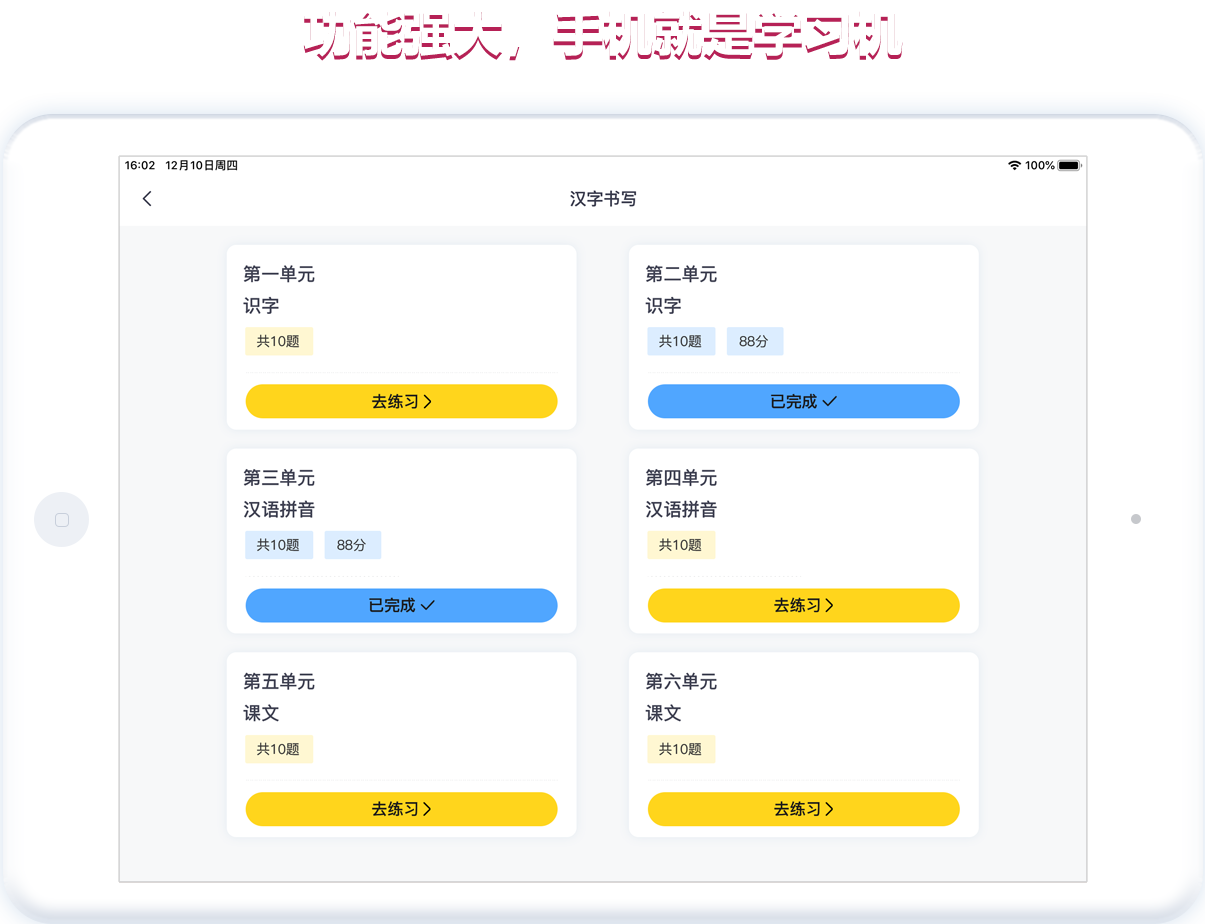 功能强大，手机就是学习机
16:02 12月10日周四 100%
汉字书写
第一单元
识字
共10题
去练习
第二单元
识字
共10题 88分
已完成
第三单元
汉语拼音
共10题 88分
已完成
第四单元
汉语拼音
共10题
去练习
第五单元
课文
共10题
去练习
第六单元
课文
共10题
去练习